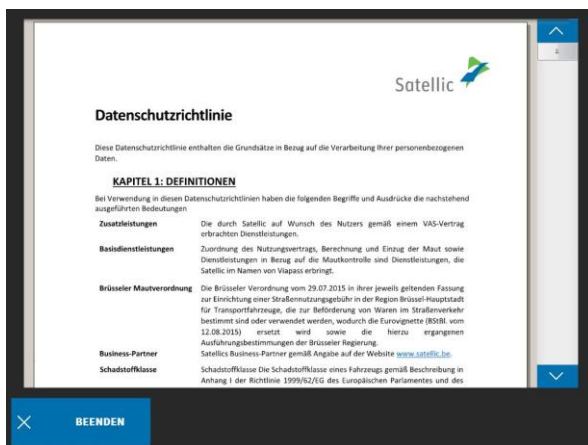 Satellic
Datenschutzrichtlinie
Diese Datenschutzrichtlinie enthalten die Grundsätze in Bezug auf die Verarbeitung Ihrer personenbezogenen
Daten.
KAPITEL 1: DEFINITIONEN
Bei Verwendung in diesen Datenschutzrichtlinien haben die folgenden Begriffe und Ausdrücke die nachstehend
ausgeführten Bedeutungen
Zusatzleistungen Die durch Satellic auf Wunsch des Nutzers gemäß einem VAS-Vertrag
erbrachten Dienstleistungen.
Basisdienstleistungen Zuordnung des Nutzungsvertrags, Berechnung und Einzug der Maut sowie
Dienstleistungen in Bezug auf die Mautkontrolle sind Dienstleistungen, die
Satellic im Namen von Viapass erbringt.
Brüsseler Mautverordnung Die Brüsseler Verordnung vom 29.07.2015 in ihrer jeweils geltenden Fassung
zur Einrichtung einer Straßennutzungsgebühr in der Region Brüssel-Hauptstadt
für Transportfahrzeuge, die zur Beförderung von Waren im Straßenverkehr
bestimmt sind oder verwendet werden, wodurch die Eurovignette (BStBl. vom
12.08.2015) ersetzt wird sowie die hierzu ergangenen
Ausführungsbestimmungen der Brüsseler Regierung.
Business-Partner Satellics Business-Partner gemäß Angabe auf der Website www.satellic.be.
Schadstoffklasse Schadstoffklasse Die Schadstoffklasse eines Fahrzeugs gemäß Beschreibung in
Anhang I der Richtlinie 1999/62/EG des Europäischen Parlamentes und des
BEENDEN